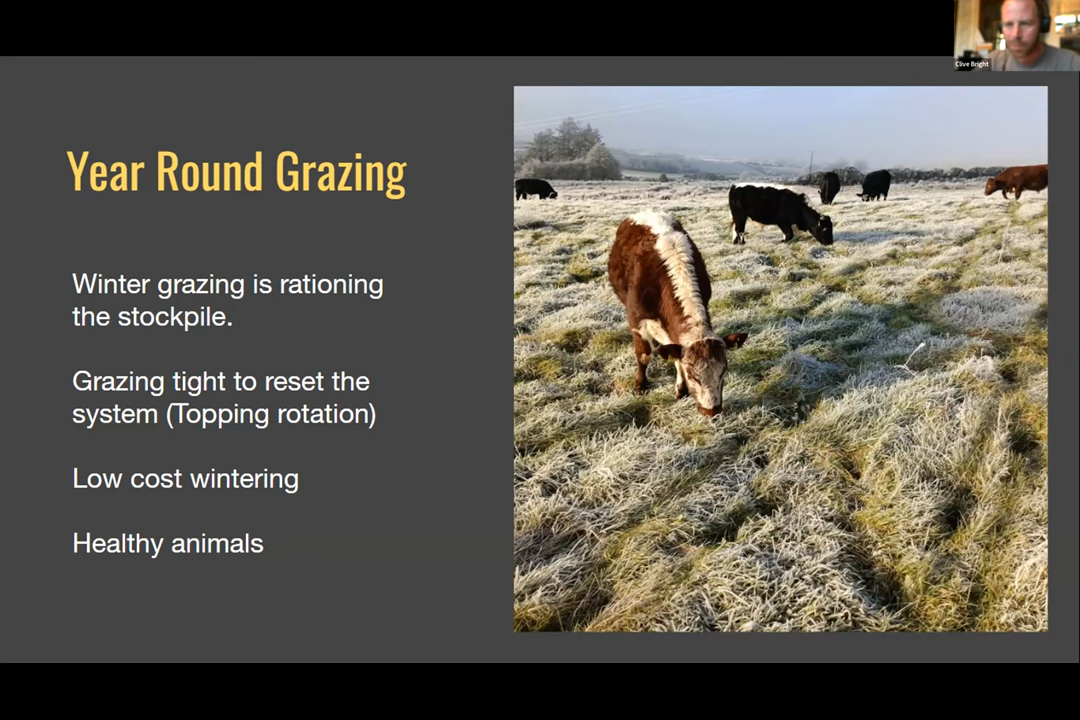 Clive Bright
Year Round Grazing
Winter grazing is rationing
the stockpile.
Grazing tight to reset the
system (Topping rotation)
Low cost wintering
Healthy animals